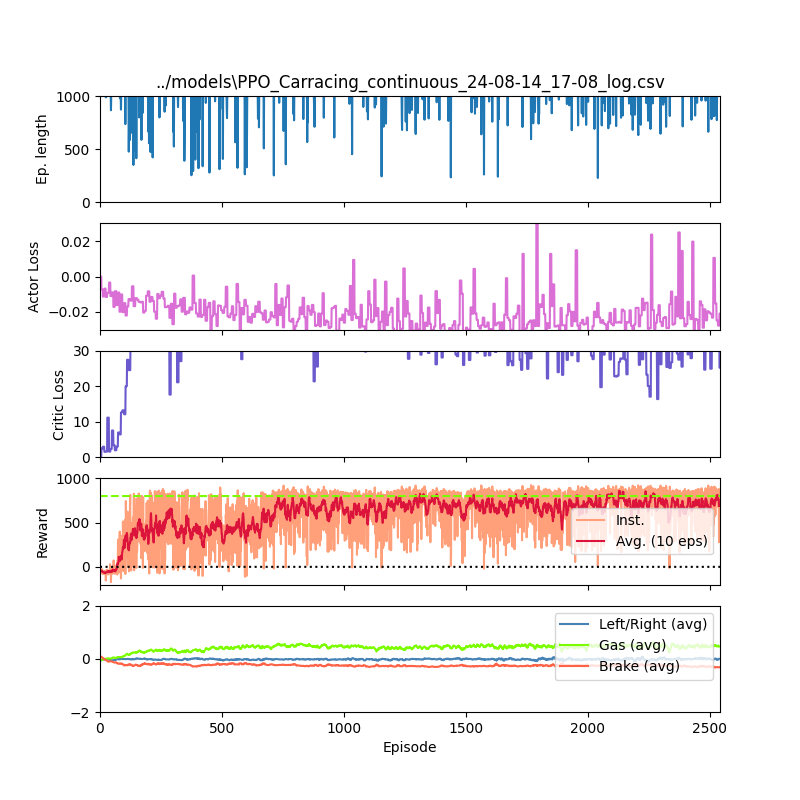 ../models\PPO_Carracing_continuous_24-08-14_17-08_log.csv
1000
500
0
Ep. length
0.02
0.00
−0.02
Actor Loss
30
20
10
0
Critic Loss
1000
500
0
Reward
Inst.
Avg. (10 eps)
2
0
−2
Left/Right (avg)
Gas (avg)
Brake (avg)
0 500 1000 1500 2000 2500
Episode